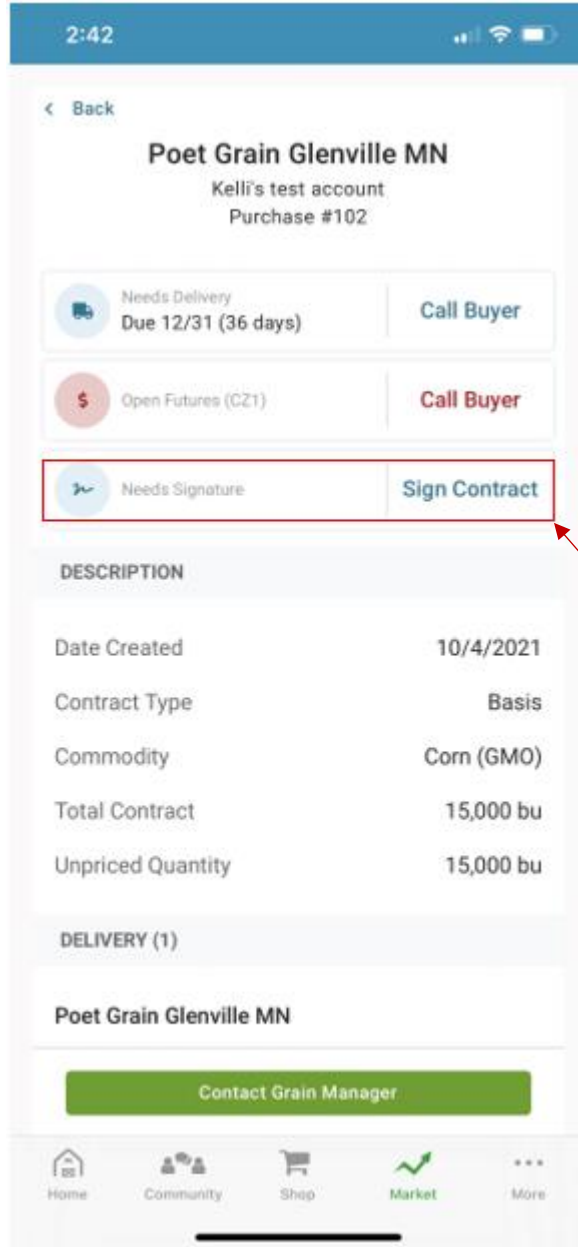 2:42
< Back
Poet Grain Glenville MN
Kelli's test account
Purchase #102
Needs Delivery
Due 12/31 (36 days)
Call Buyer
$
Open Futures (CZ1)
Call Buyer
Needs Signature
Sign Contract
DESCRIPTION
Date Created 10/4/2021
Contract Type Basis
Commodity Corn (GMO)
Total Contract 15,000 bu
Unpriced Quantity 15,000 bu
DELIVERY (1)
Poet Grain Glenville MN
Contact Grain Manager
Home Community Shop Market More